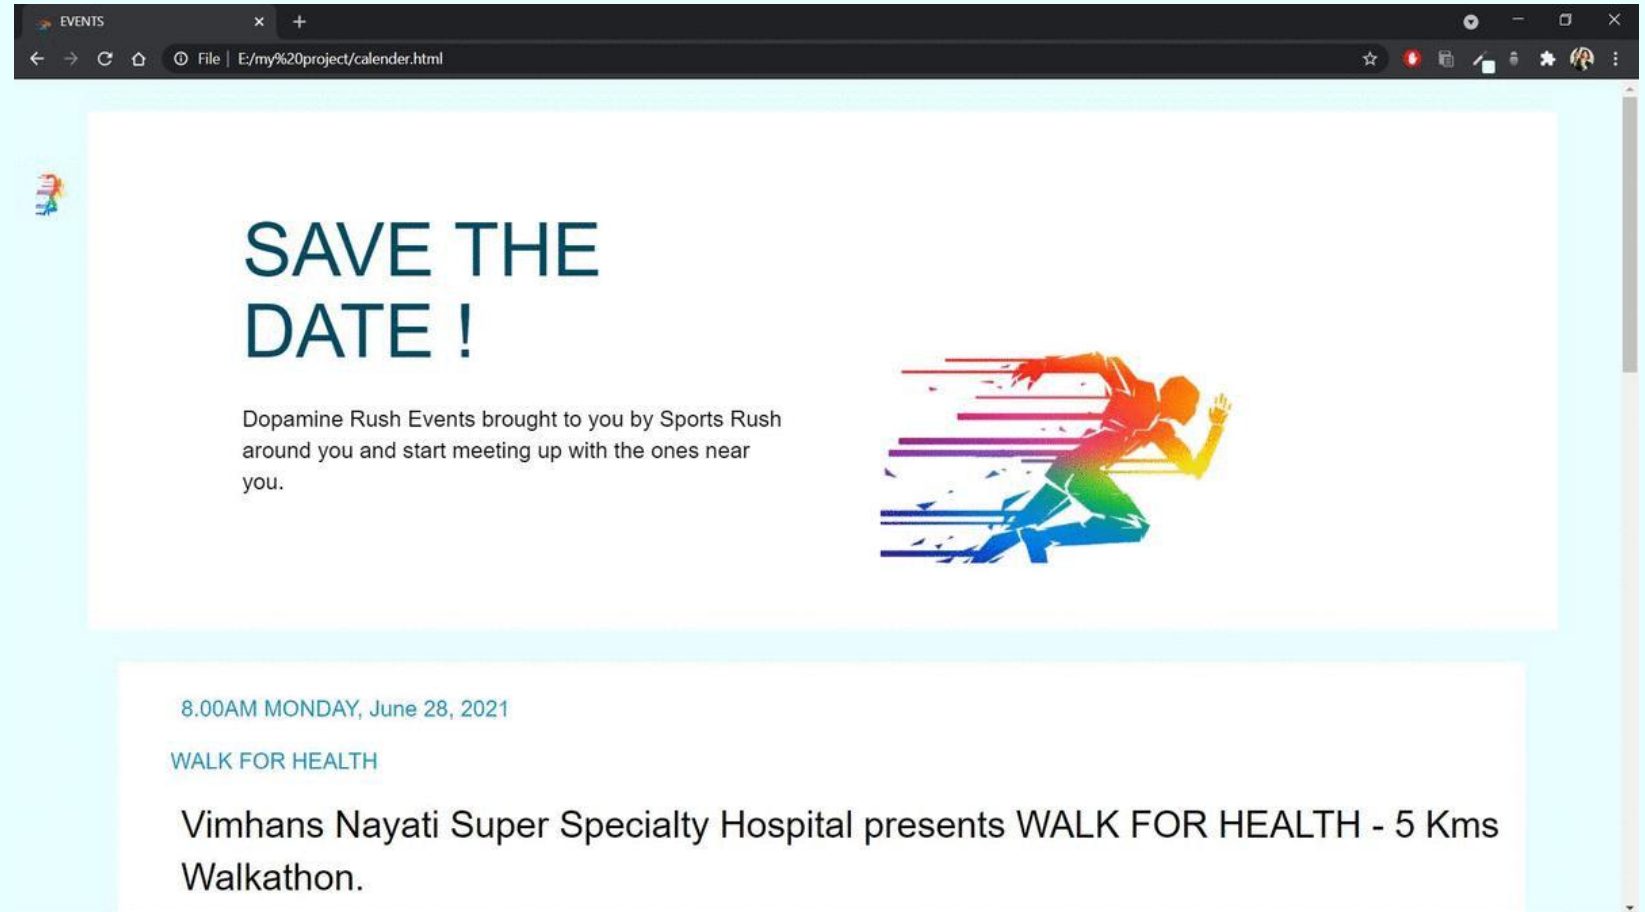 EVENTS
File | E:/my%20project/calender.html
SAVE THE
DATE !
Dopamine Rush Events brought to you by Sports Rush
around you and start meeting up with the ones near
you.
8.00AM MONDAY, June 28, 2021
WALK FOR HEALTH
Vimhans Nayati Super Specialty Hospital presents WALK FOR HEALTH - 5 Kms
Walkathon.